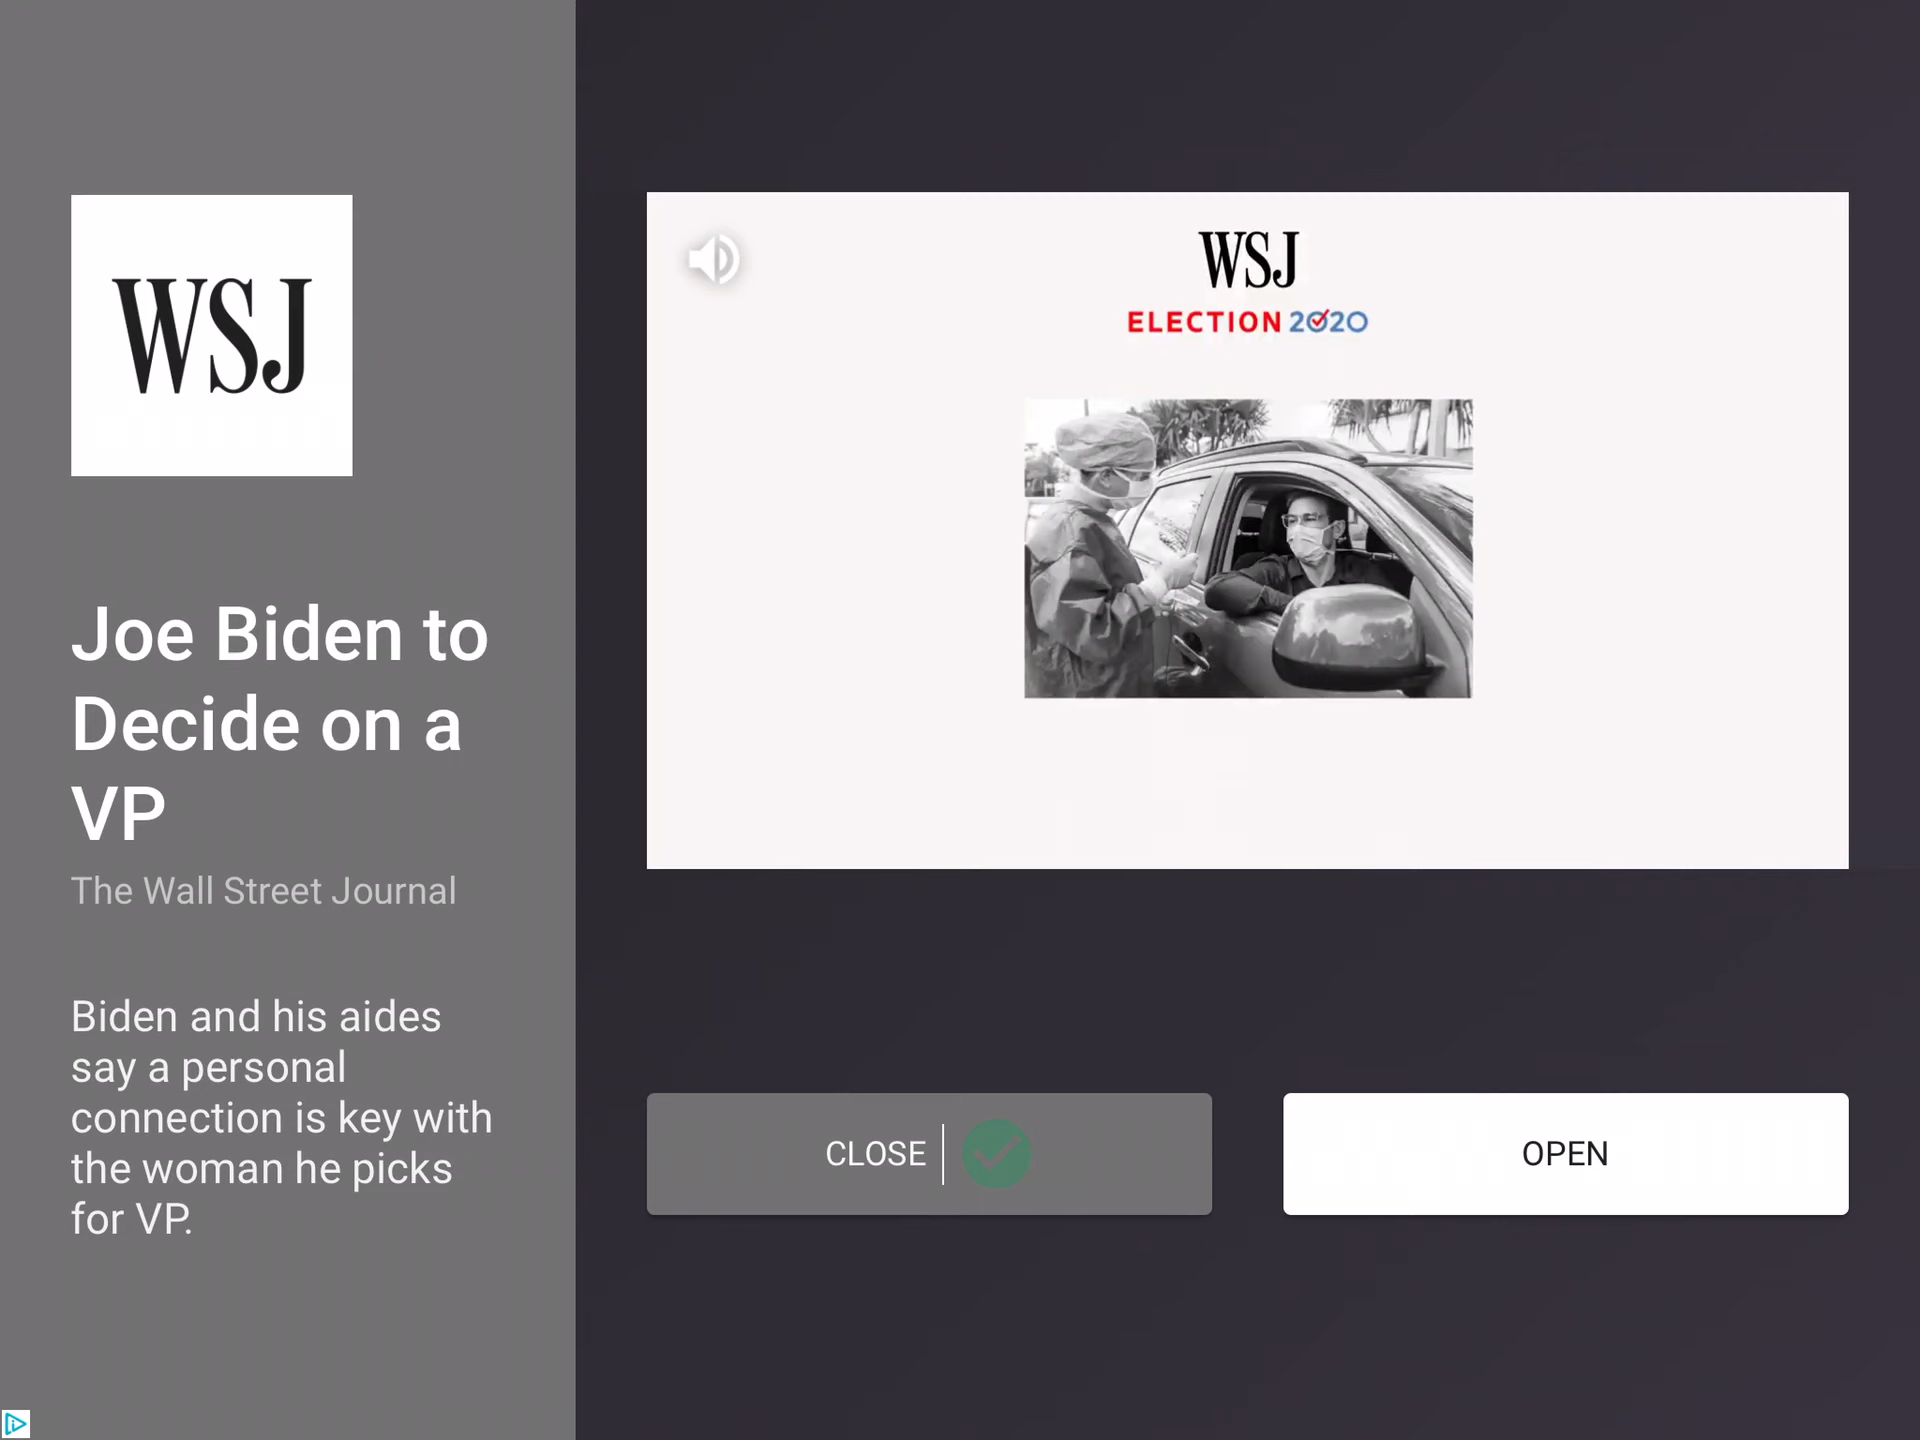 WSJ
Joe Biden to
Decide on a
VP
The Wall Street Journal
Biden and his aides
say a personal
connection is key with
the woman he picks
for VP.
WSJ
ELECTION 2020
CLOSE
OPEN